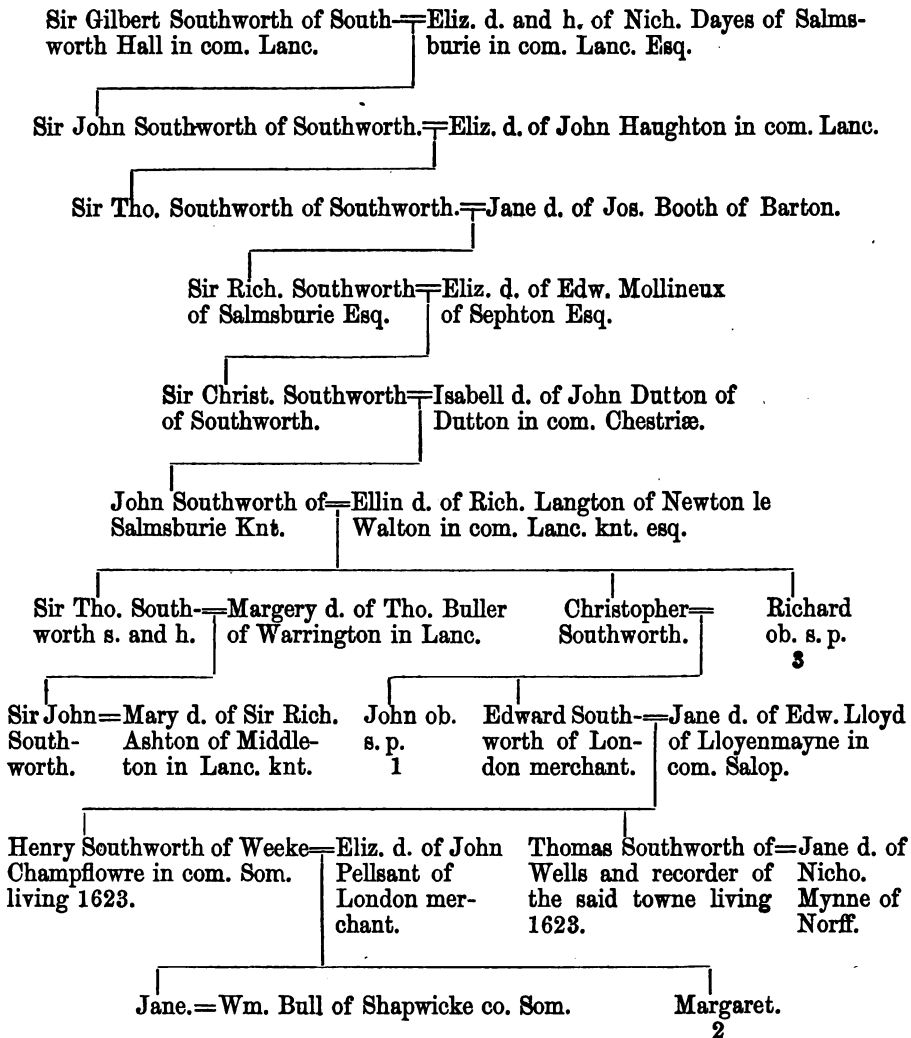 Sir Gilbert Southworth of South-=Eliz. d. and h. of Nich. Dayes of Salms-
worth Hall in com. Lanc. burie in com. Lanc. Esq.
Sir John Southworth of Southworth.=Eliz. d. of John Haughton in com. Lanc.
Sir Tho. Southworth of Southworth.=Jane d. of Jos. Booth of Barton.
Sir Rich. Southworth=Eliz. d. of Edw. Mollineux
of Salmsburie Esq. of Sephton Esq.
Sir Christ. Southworth=Isabell d. of John Dutton of
of Southworth. Dutton in com. Chestriæ.
John Southworth of=Ellin d. of Rich. Langton of Newton le
Salmsburie Knt. Walton in com. Lanc. knt. esq.
Sir Tho. South-=Margery d. of Tho. Buller
worth s. and h. of Warrington in Lanc.
Christopher=
Southworth.
Richard
ob. s. p.
3
Sir John=Mary d. of Sir Rich.
South- Ashton of Middle-
worth. ton in Lanc. knt.
John ob.
s. p.
1
Edward South-=Jane d. of Edw. Lloyd
worth of Lon- of Lloyenmayne in
don merchant. com. Salop.
Henry Southworth of Weeke=Eliz. d. of John
Champflowre in com. Som. Pellsant of
living 1623. London mer-
chant.
Thomas Southworth of=Jane d. of
Wells and recorder of Nicho.
the said towne living Mynne of
1623. Norff.
Jane.=Wm. Bull of Shapwicke co. Som.
Margaret.
2